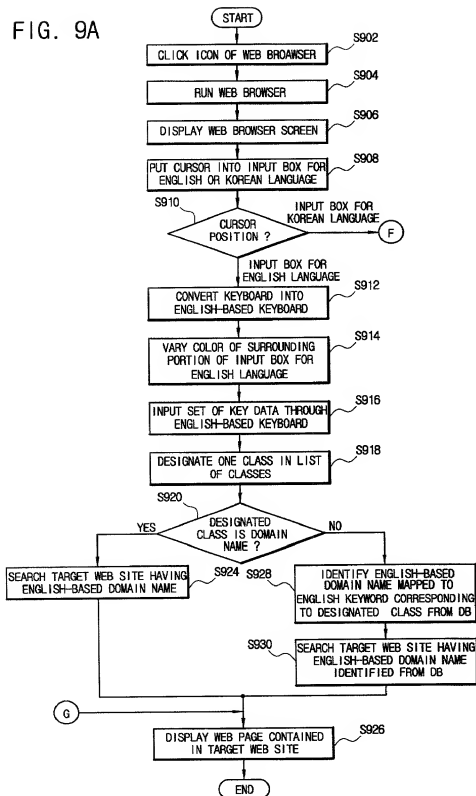 FIG. 9A
START
S902
CLICK ICON OF WEB BROAWSER
S904
RUN WEB BROWSER
S906
DISPLAY WEB BROWSER SCREEN
S908
PUT CURSOR INTO INPUT BOX FOR
ENGLISH OR KOREAN LANGUAGE
S910
CURSOR
POSITION ?
INPUT BOX FOR
KOREAN LANGUAGE
F
INPUT BOX FOR
ENGLISH LANGUAGE
S912
CONVERT KEYBOARD INTO
ENGLISH-BASED KEYBOARD
S914
VARY COLOR OF SURROUNDING
PORTION OF INPUT BOX FOR
ENGLISH LANGUAGE
S916
INPUT SET OF KEY DATA THROUGH
ENGLISH-BASED KEYBOARD
S918
DESIGNATE ONE CLASS IN LIST
OF CLASSES
S920
DESIGNATED
CLASS IS DOMAIN
NAME ?
YES
NO
S924
SEARCH TARGET WEB SITE HAVING
ENGLISH-BASED DOMAIN NAME
S928
IDENTIFY ENGLISH-BASED
DOMAIN NAME MAPPED TO
ENGLISH KEYWORD CORRESPONDING
TO DESIGNATED CLASS FROM DB
S930
SEARCH TARGET WEB SITE HAVING
ENGLISH-BASED DOMAIN NAME
IDENTIFIED FROM DB
G
S926
DISPLAY WEB PAGE CONTAINED
IN TARGET WEB SITE
END